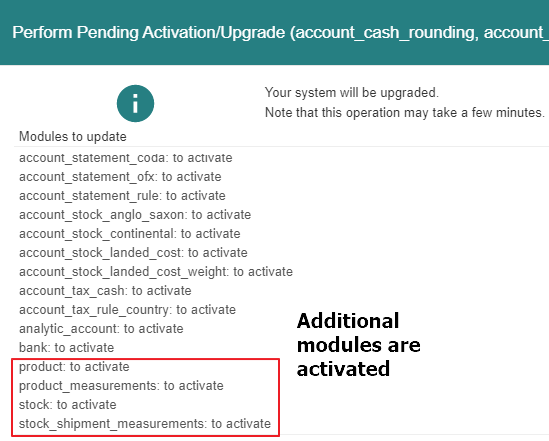 Perform Pending Activation/Upgrade (account_cash_rounding, account_
Your system will be upgraded.
Note that this operation may take a few minutes.
Modules to update
account_statement_coda: to activate
account_statement_ofx: to activate
account_statement_rule: to activate
account_stock_anglo_saxon: to activate
account_stock_continental: to activate
account_stock_landed_cost: to activate
account_stock_landed_cost_weight: to activate
account_tax_cash: to activate
account_tax_rule_country: to activate
analytic_account: to activate
bank: to activate
product: to activate
product_measurements: to activate
stock: to activate
stock_shipment_measurements: to activate
Additional
modules are
activated